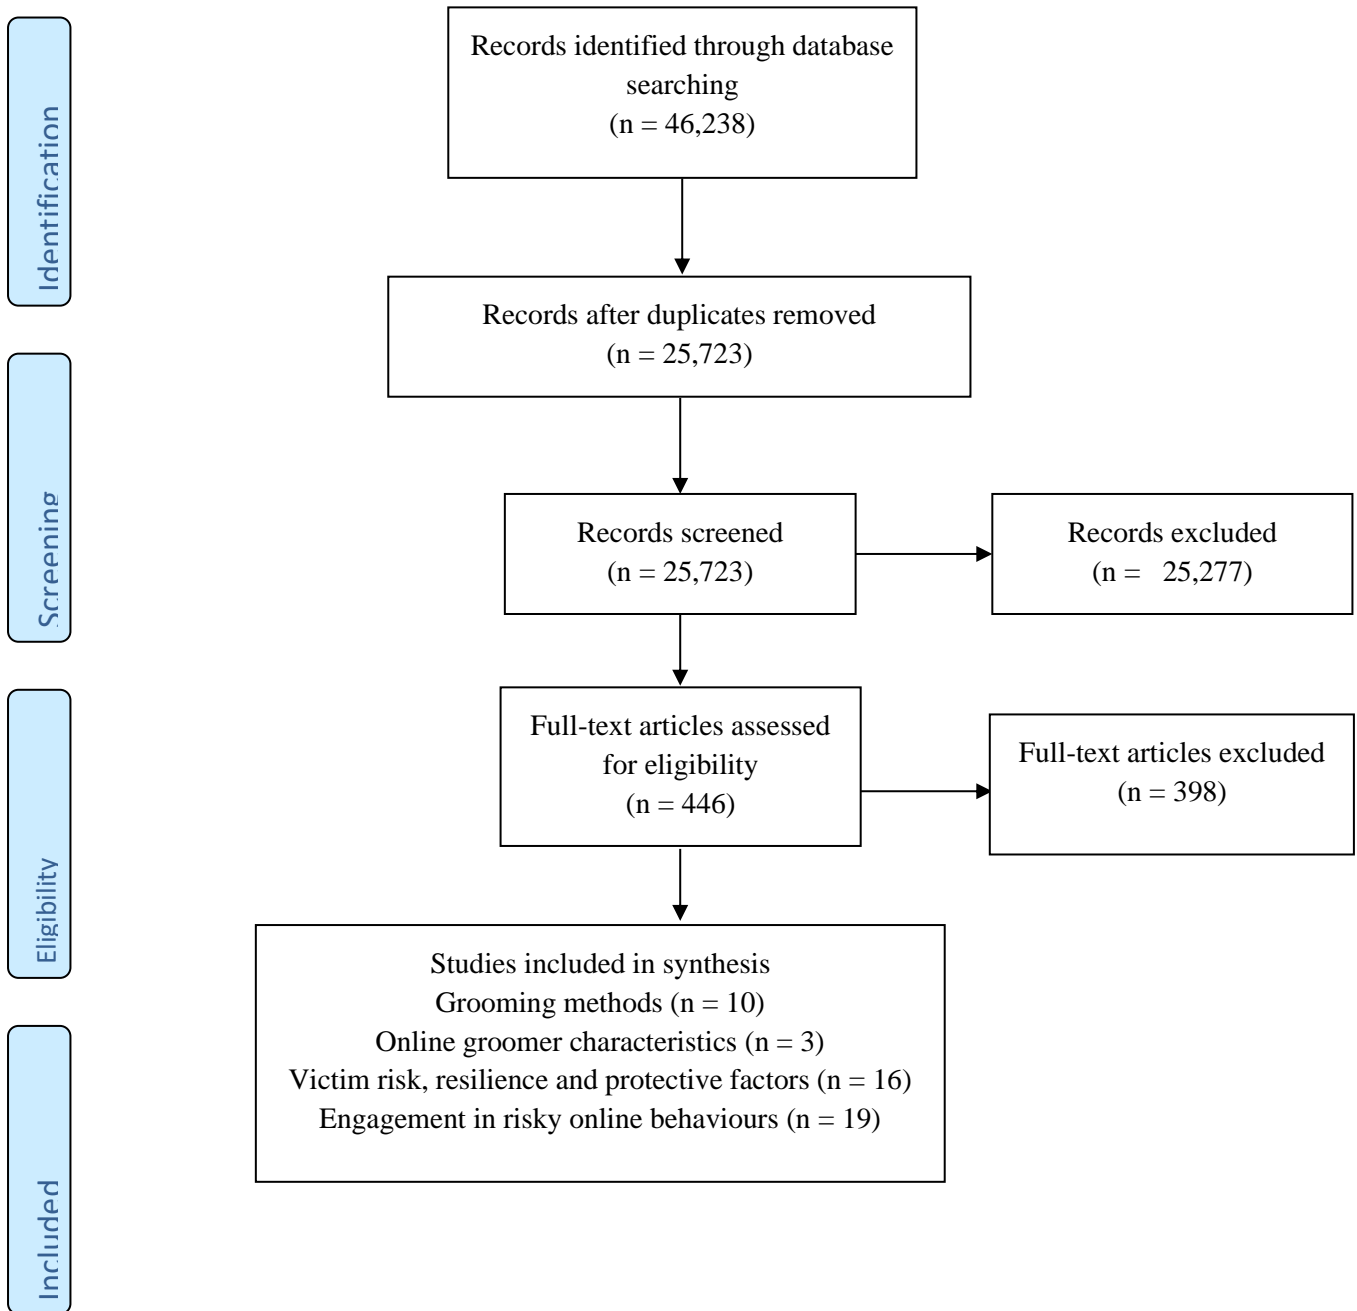 Identification
Records identified through database
searching
(n = 46,238)
Records after duplicates removed
(n = 25,723)
Screening
Records screened
(n = 25,723)
Records excluded
(n =   25,277)
Eligibility
Full-text articles assessed
for eligibility
(n = 446)
Full-text articles excluded
(n = 398)
Included
Studies included in synthesis
Grooming methods (n = 10)
Online groomer characteristics (n = 3)
Victim risk, resilience and protective factors (n = 16)
Engagement in risky online behaviours (n = 19)